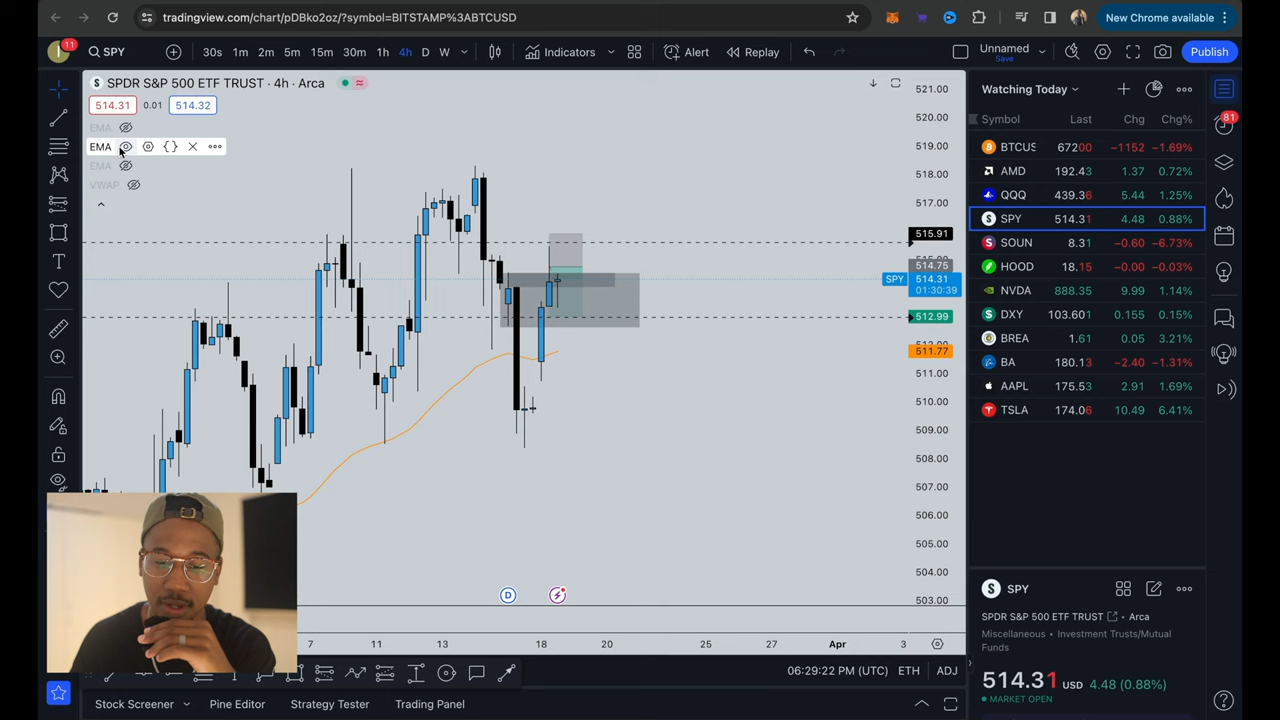 tradingview.com/chart/pDBko2oz/?symbol=BITSTAMP%3ABTCUSD
New Chrome available
11
SPY
30s 1m 2m 5m 15m 30m 1h 4h D W
Indicators
Alert
Replay
Unnamed
Save
Publish
SPDR S&P 500 ETF TRUST · 4h · Arca
514.31 0.01 514.32
EMA
EMA
EMA
VWAP
521.00
520.00
519.00
518.00
517.00
515.91
514.75
SPY 514.31
01:30:39
512.99
511.77
511.00
510.00
509.00
508.00
507.00
506.00
505.00
504.00
503.00
D
7 11 13 18 20 25 27 Apr 3
06:29:22 PM (UTC) ETH ADJ
Stock Screener Pine Editor Strategy Tester Trading Panel
Watching Today
Symbol Last Chg Chg%
BTCUS 67200 −1152 −1.69%
AMD 192.43 1.37 0.72%
QQQ 439.36 5.44 1.25%
SPY 514.31 4.48 0.88%
SOUN 8.31 −0.60 −6.73%
HOOD 18.15 −0.00 −0.03%
NVDA 888.35 9.99 1.14%
DXY 103.601 0.155 0.15%
BREA 1.61 0.05 3.21%
BA 180.13 −2.40 −1.31%
AAPL 175.53 2.91 1.69%
TSLA 174.06 10.49 6.41%
81
SPY
SPDR S&P 500 ETF TRUST · Arca
Miscellaneous · Investment Trusts/Mutual
Funds
514.31 USD 4.48 (0.88%)
MARKET OPEN